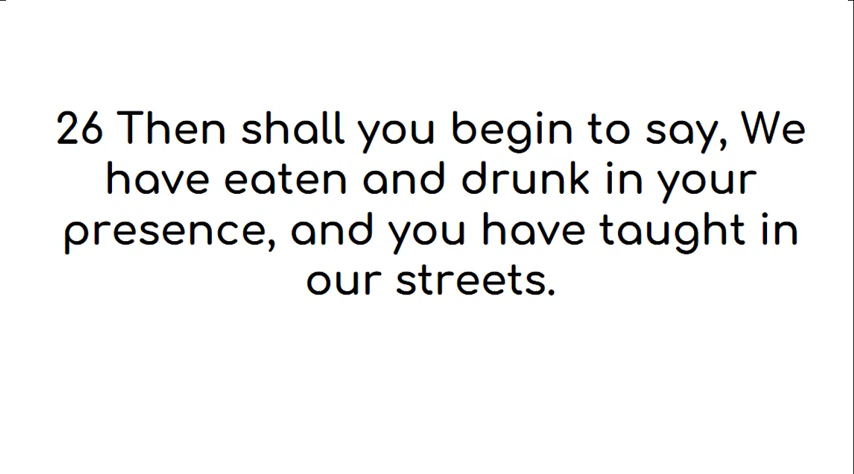 26 Then shall you begin to say, We
have eaten and drunk in your
presence, and you have taught in
our streets.